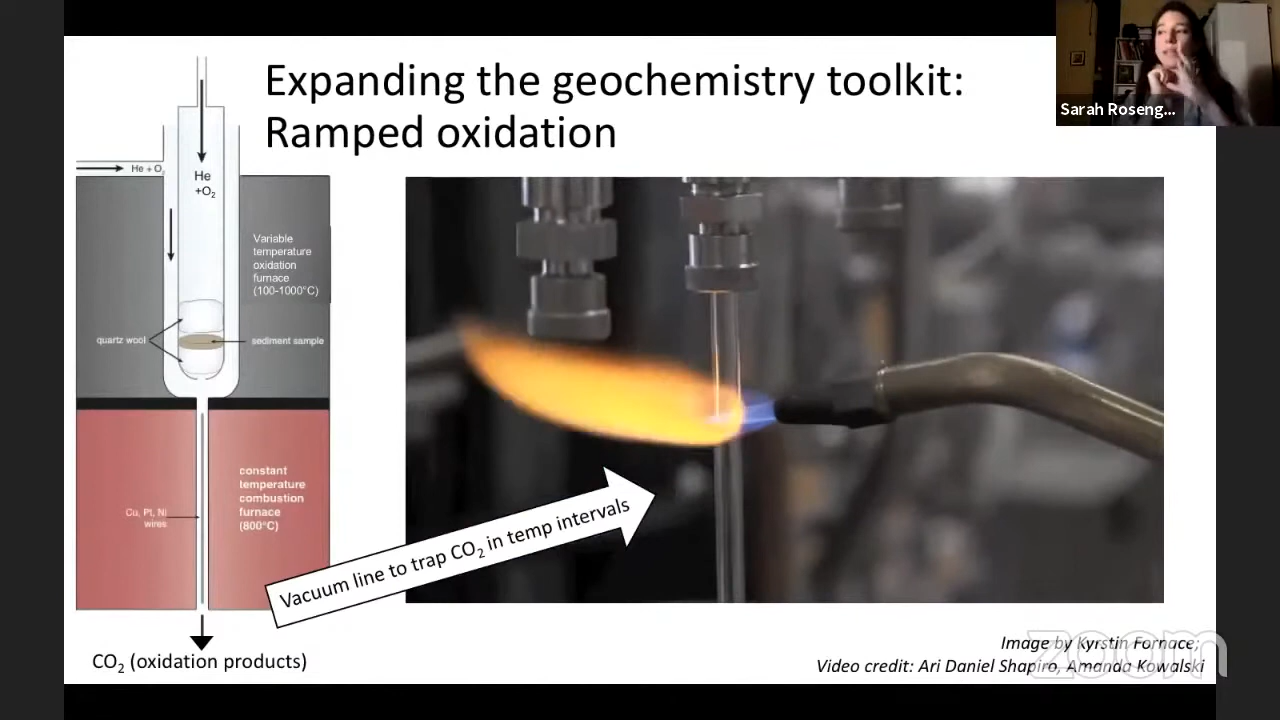 Expanding the geochemistry toolkit:
Ramped oxidation
Sarah Roseng...
He + O₂
He
+O₂
Variable
temperature
oxidation
furnace
(100-1000°C)
quartz wool
sediment sample
constant
temperature
combustion
furnace
(800°C)
Cu, Pt, Ni
wires
Vacuum line to trap CO₂ in temp intervals
CO₂ (oxidation products)
Image by Kyrstin Fornace;
Video credit: Ari Daniel Shapiro, Amanda Kowalski
zoom